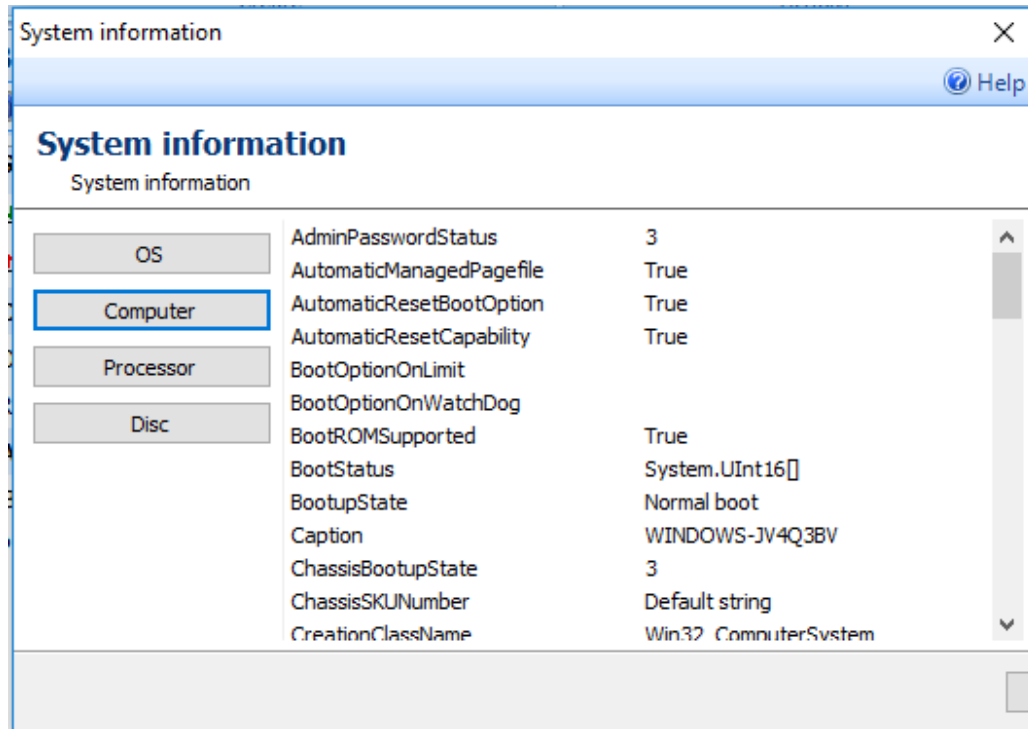 System information
Help
System information
System information
OS
Computer
Processor
Disc
AdminPasswordStatus 3
AutomaticManagedPagefile True
AutomaticResetBootOption True
AutomaticResetCapability True
BootOptionOnLimit
BootOptionOnWatchDog
BootROMSupported True
BootStatus System.UInt16[]
BootupState Normal boot
Caption WINDOWS-JV4Q3BV
ChassisBootupState 3
ChassisSKUNumber Default string
CreationClassName Win32_ComputerSystem